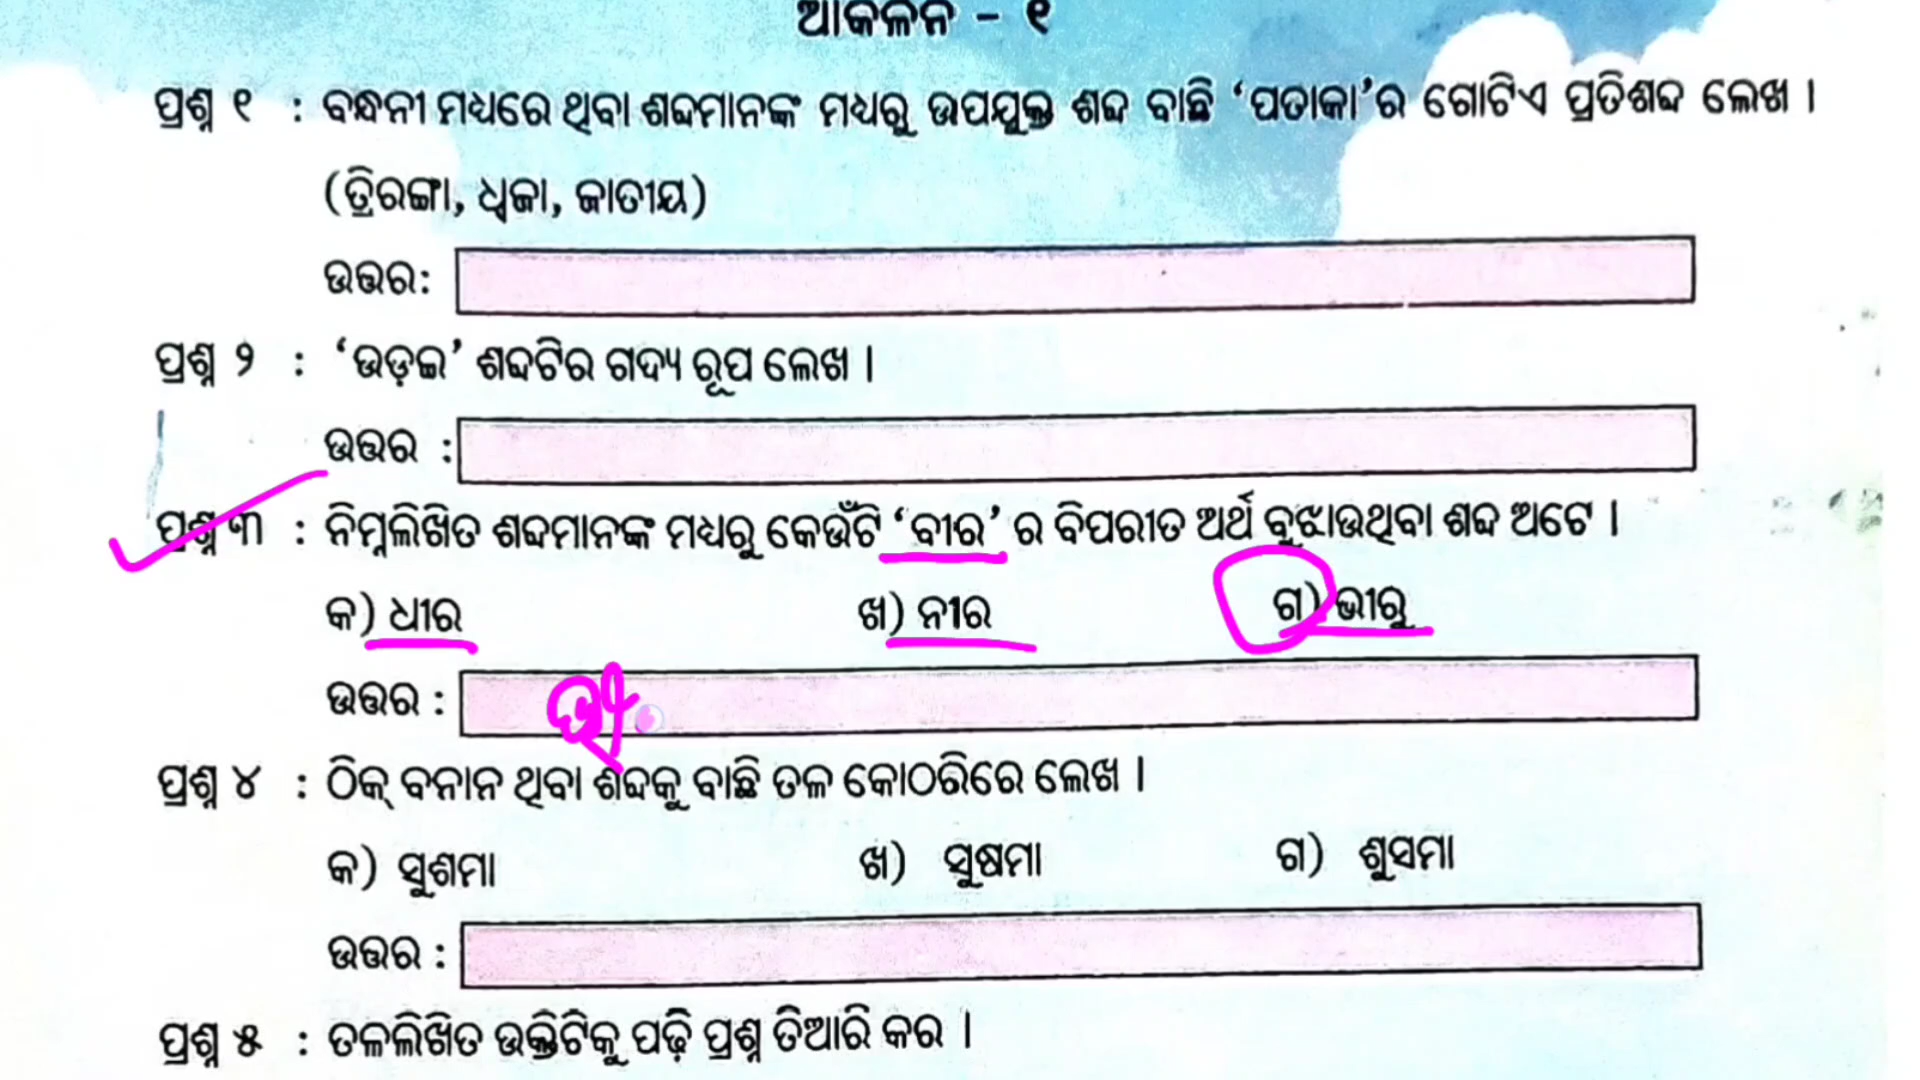 ଆକଳନ - ୧
ପ୍ରଶ୍ନ ୧ : ବନ୍ଧନୀ ମଧ୍ୟରେ ଥିବା ଶବ୍ଦମାନଙ୍କ ମଧ୍ୟରୁ ଉପଯୁକ୍ତ ଶବ୍ଦ ବାଛି ‘ପତାକା’ର ଗୋଟିଏ ପ୍ରତିଶବ୍ଦ ଲେଖ ।
(ତ୍ରିରଙ୍ଗା, ଧ୍ୱଜା, ଜାତୀୟ)
ଉତ୍ତର:
ପ୍ରଶ୍ନ ୨ : ‘ଉଡ଼ଇ’ ଶବ୍ଦଟିର ଗଦ୍ୟ ରୂପ ଲେଖ ।
ଉତ୍ତର :
ପ୍ରଶ୍ନ ୩ : ନିମ୍ନଲିଖିତ ଶବ୍ଦମାନଙ୍କ ମଧ୍ୟରୁ କେଉଁଟି ‘ବୀର’ ର ବିପରୀତ ଅର୍ଥ ବୁଝାଉଥିବା ଶବ୍ଦ ଅଟେ ।
କ) ଧୀର ଖ) ନୀର ଗ) ଭୀରୁ
ଉତ୍ତର :
ପ୍ରଶ୍ନ ୪ : ଠିକ୍ ବନାନ ଥିବା ଶବ୍ଦକୁ ବାଛି ତଳ କୋଠରିରେ ଲେଖ ।
କ) ସୁଶମା ଖ) ସୁଷମା ଗ) ଶୁସମା
ଉତ୍ତର :
ପ୍ରଶ୍ନ ୫ : ତଳଲିଖିତ ଉକ୍ତିଟିକୁ ପଢ଼ି ପ୍ରଶ୍ନ ତିଆରି କର ।